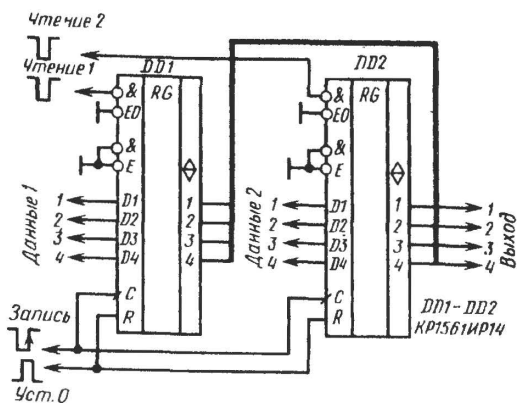 Чтение 2
Чтение 1
DD1
DD2
& RG
EO
&
E
Данные 1
1 D1 1
2 D2 2
3 D3 3
4 D4 4
C
R
& RG
EO
&
E
Данные 2
1 D1 1 1
2 D2 2 2
3 D3 3 3
4 D4 4 4
C
R
Выход
Запись
Уст. 0
DD1-DD2
КР1561ИР14